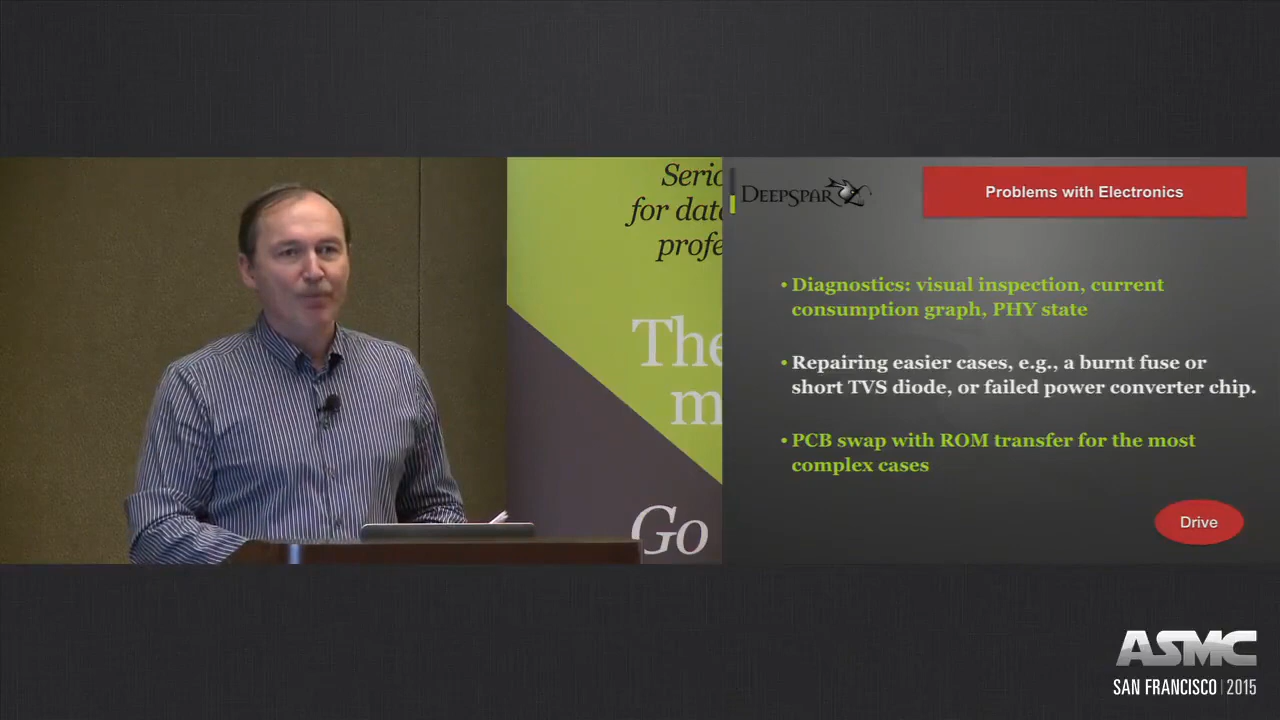 Serio
for data
profe
The
m
Go
DEEPSPAR
Problems with Electronics
• Diagnostics: visual inspection, current
consumption graph, PHY state
• Repairing easier cases, e.g., a burnt fuse or
short TVS diode, or failed power converter chip.
• PCB swap with ROM transfer for the most
complex cases
Drive
ASMC
SAN FRANCISCO | 2015